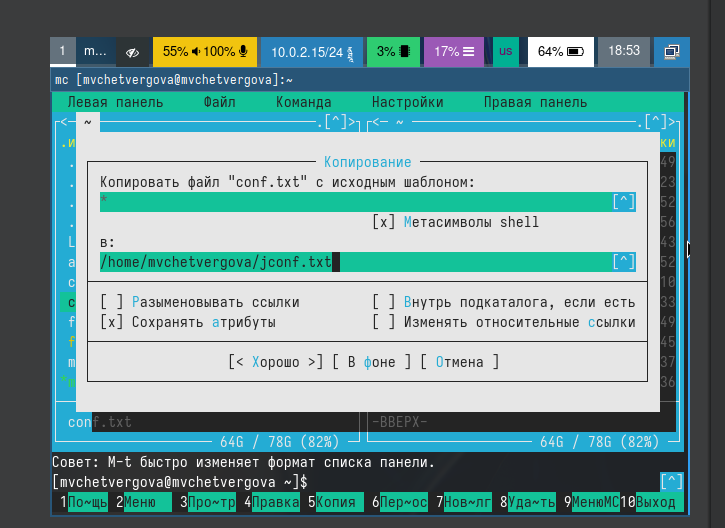 1 m... 55% 100% 10.0.2.15/24 3% 17% us 64% 18:53
mc [mvchetvergova@mvchetvergova]:~
Левая панель Файл Команда Настройки Правая панель
<— ~ .[^]> <— ~ .[^]>
Копирование
Копировать файл "conf.txt" с исходным шаблоном:
* [^]
[x] Метасимволы shell
в:
/home/mvchetvergova/jconf.txt [^]
[ ] Разыменовывать ссылки [ ] Внутрь подкаталога, если есть
[x] Сохранять атрибуты [ ] Изменять относительные ссылки
[< Хорошо >] [ В фоне ] [ Отмена ]
conf.txt -ВВЕРХ-
64G / 78G (82%) 64G / 78G (82%)
Совет: M-t быстро изменяет формат списка панели.
[mvchetvergova@mvchetvergova ~]$ [^]
1По~щь 2Меню 3Про~тр 4Правка 5Копия 6Пер~ос 7Нов~лг 8Уда~ть 9МенюMC 10Выход